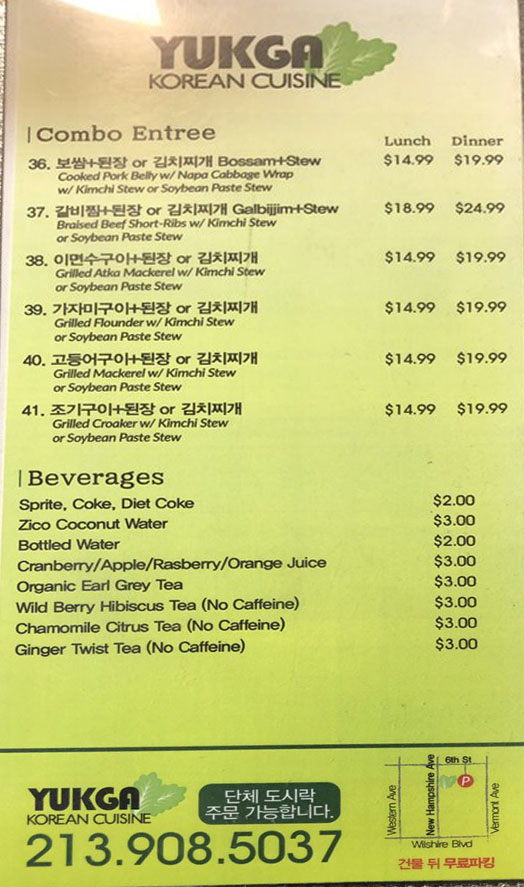 YUKGA
KOREAN CUISINE
Combo Entree
Lunch Dinner
36. 보쌈+된장 or 김치찌개 Bossam+Stew $14.99 $19.99
Cooked Pork Belly w/ Napa Cabbage Wrap
w/ Kimchi Stew or Soybean Paste Stew
37. 갈비찜+된장 or 김치찌개 Galbijjim+Stew $18.99 $24.99
Braised Beef Short-Ribs w/ Kimchi Stew
or Soybean Paste Stew
38. 이면수구이+된장 or 김치찌개 $14.99 $19.99
Grilled Atka Mackerel w/ Kimchi Stew
or Soybean Paste Stew
39. 가자미구이+된장 or 김치찌개 $14.99 $19.99
Grilled Flounder w/ Kimchi Stew
or Soybean Paste Stew
40. 고등어구이+된장 or 김치찌개 $14.99 $19.99
Grilled Mackerel w/ Kimchi Stew
or Soybean Paste Stew
41. 조기구이+된장 or 김치찌개 $14.99 $19.99
Grilled Croaker w/ Kimchi Stew
or Soybean Paste Stew
Beverages
Sprite, Coke, Diet Coke $2.00
Zico Coconut Water $3.00
Bottled Water $2.00
Cranberry/Apple/Rasberry/Orange Juice $3.00
Organic Earl Grey Tea $3.00
Wild Berry Hibiscus Tea (No Caffeine) $3.00
Chamomile Citrus Tea (No Caffeine) $3.00
Ginger Twist Tea (No Caffeine) $3.00
YUKGA
KOREAN CUISINE
단체 도시락
주문 가능합니다.
213.908.5037
6th St
P
Western Ave
New Hampshire Ave
Vermont Ave
Wilshire Blvd
건물 뒤 무료파킹